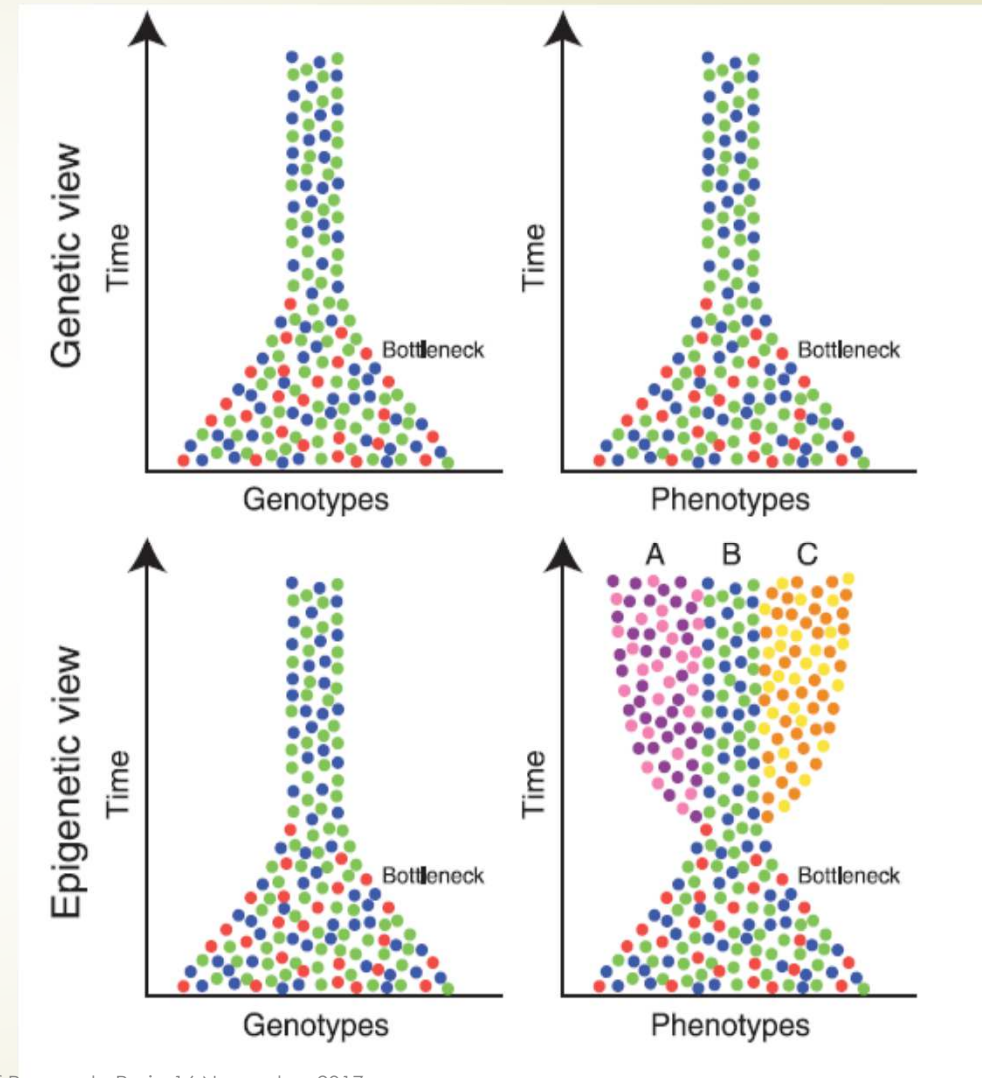 Genetic view
Time
Bottleneck
Genotypes
Time
Bottleneck
Phenotypes
Epigenetic view
Time
Bottleneck
Genotypes
A B C
Time
Bottleneck
Phenotypes